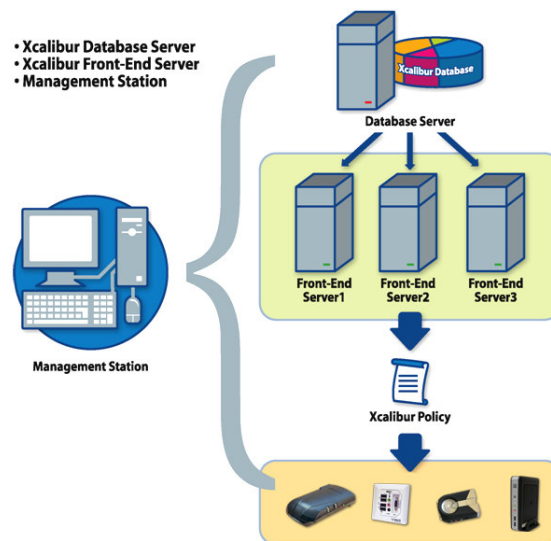 • Xcalibur Database Server
• Xcalibur Front-End Server
• Management Station
Xcalibur Database
Database Server
Front-End
Server1
Front-End
Server2
Front-End
Server3
Management Station
Xcalibur Policy